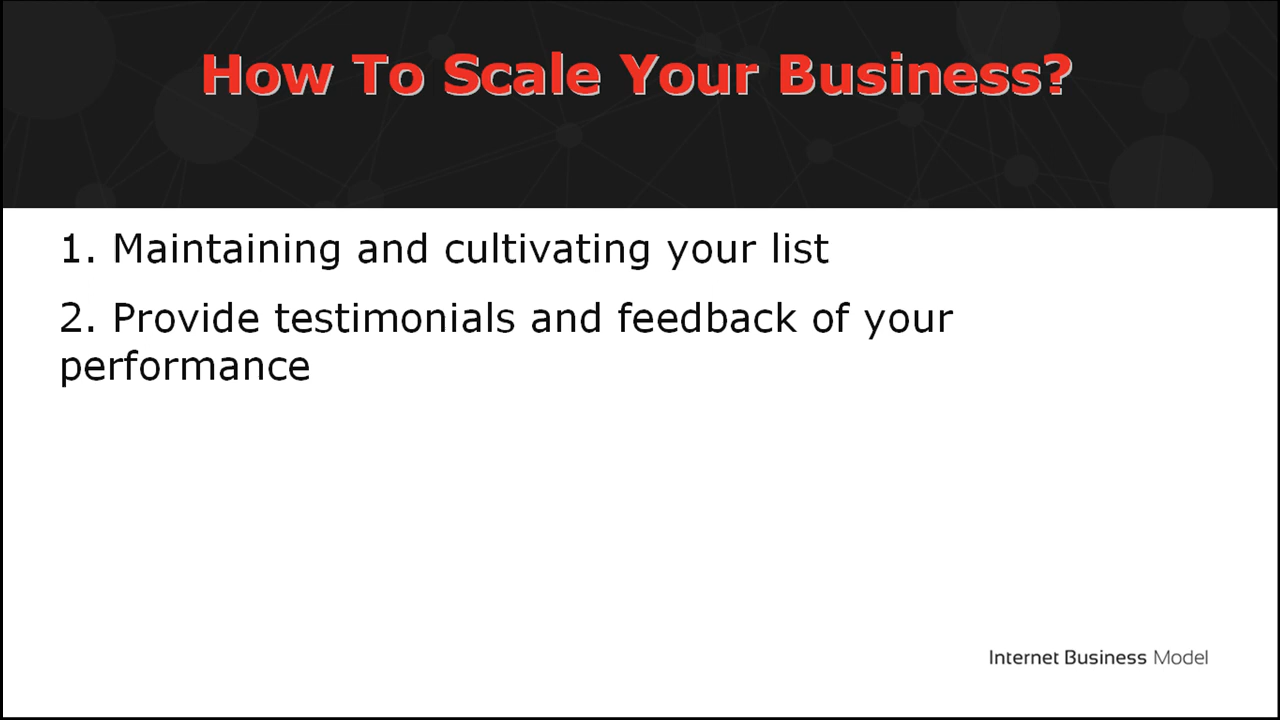 How To Scale Your Business?
1. Maintaining and cultivating your list
2. Provide testimonials and feedback of your
performance
Internet Business Model